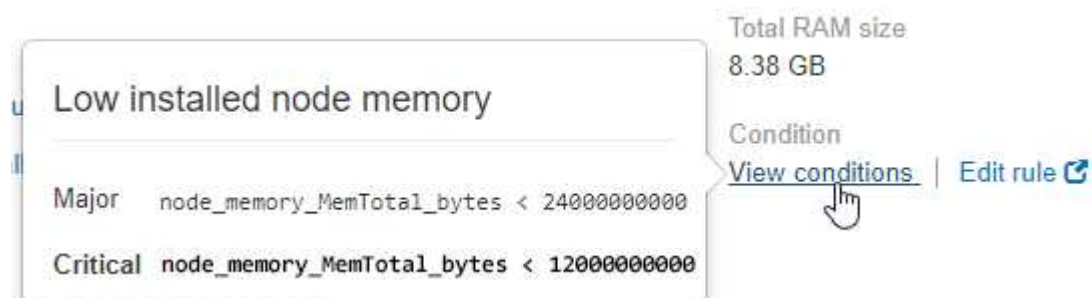 Total RAM size
8.38 GB
Low installed node memory
Condition
View conditions | Edit rule
Major node_memory_MemTotal_bytes < 24000000000
Critical node_memory_MemTotal_bytes < 12000000000